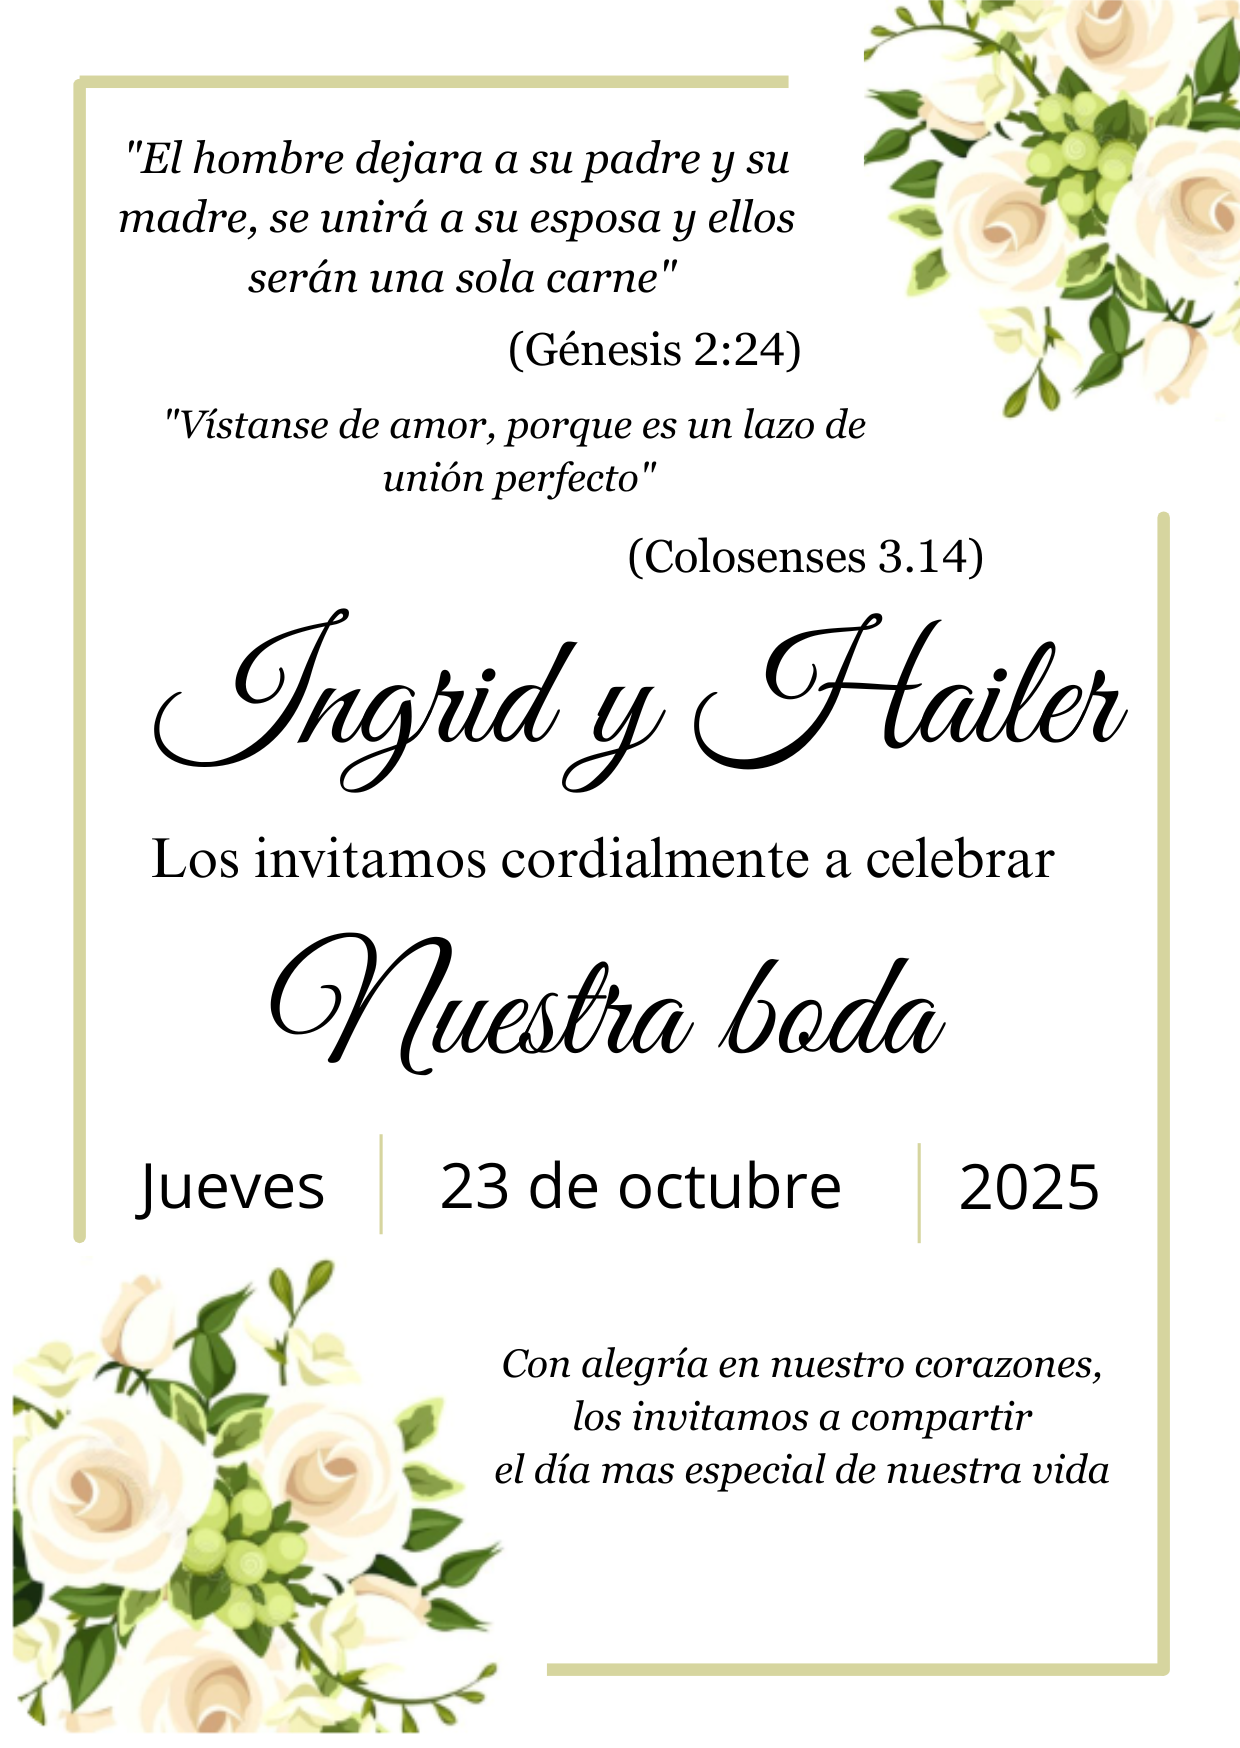 "El hombre dejara a su padre y su
madre, se unirá a su esposa y ellos
serán una sola carne"
(Génesis 2:24)
"Vístanse de amor, porque es un lazo de
unión perfecto"
(Colosenses 3.14)
Ingrid y Hailer
Los invitamos cordialmente a celebrar
Nuestra boda
Jueves 23 de octubre 2025
Con alegría en nuestro corazones,
los invitamos a compartir
el día mas especial de nuestra vida